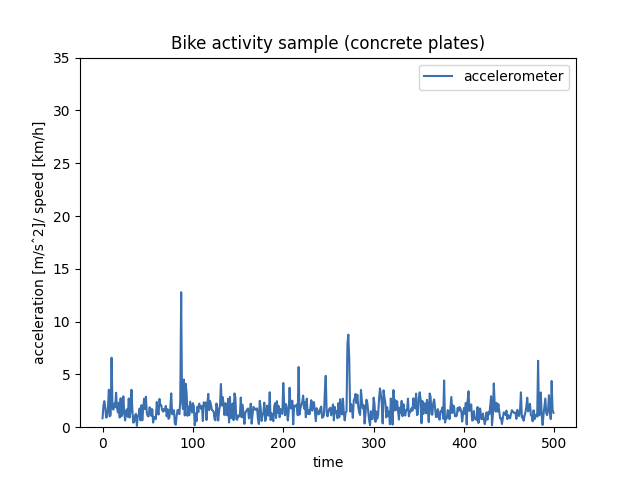 Bike activity sample (concrete plates)
accelerometer
acceleration [m/sˆ2]/ speed [km/h]
35
30
25
20
15
10
5
0
0 100 200 300 400 500
time